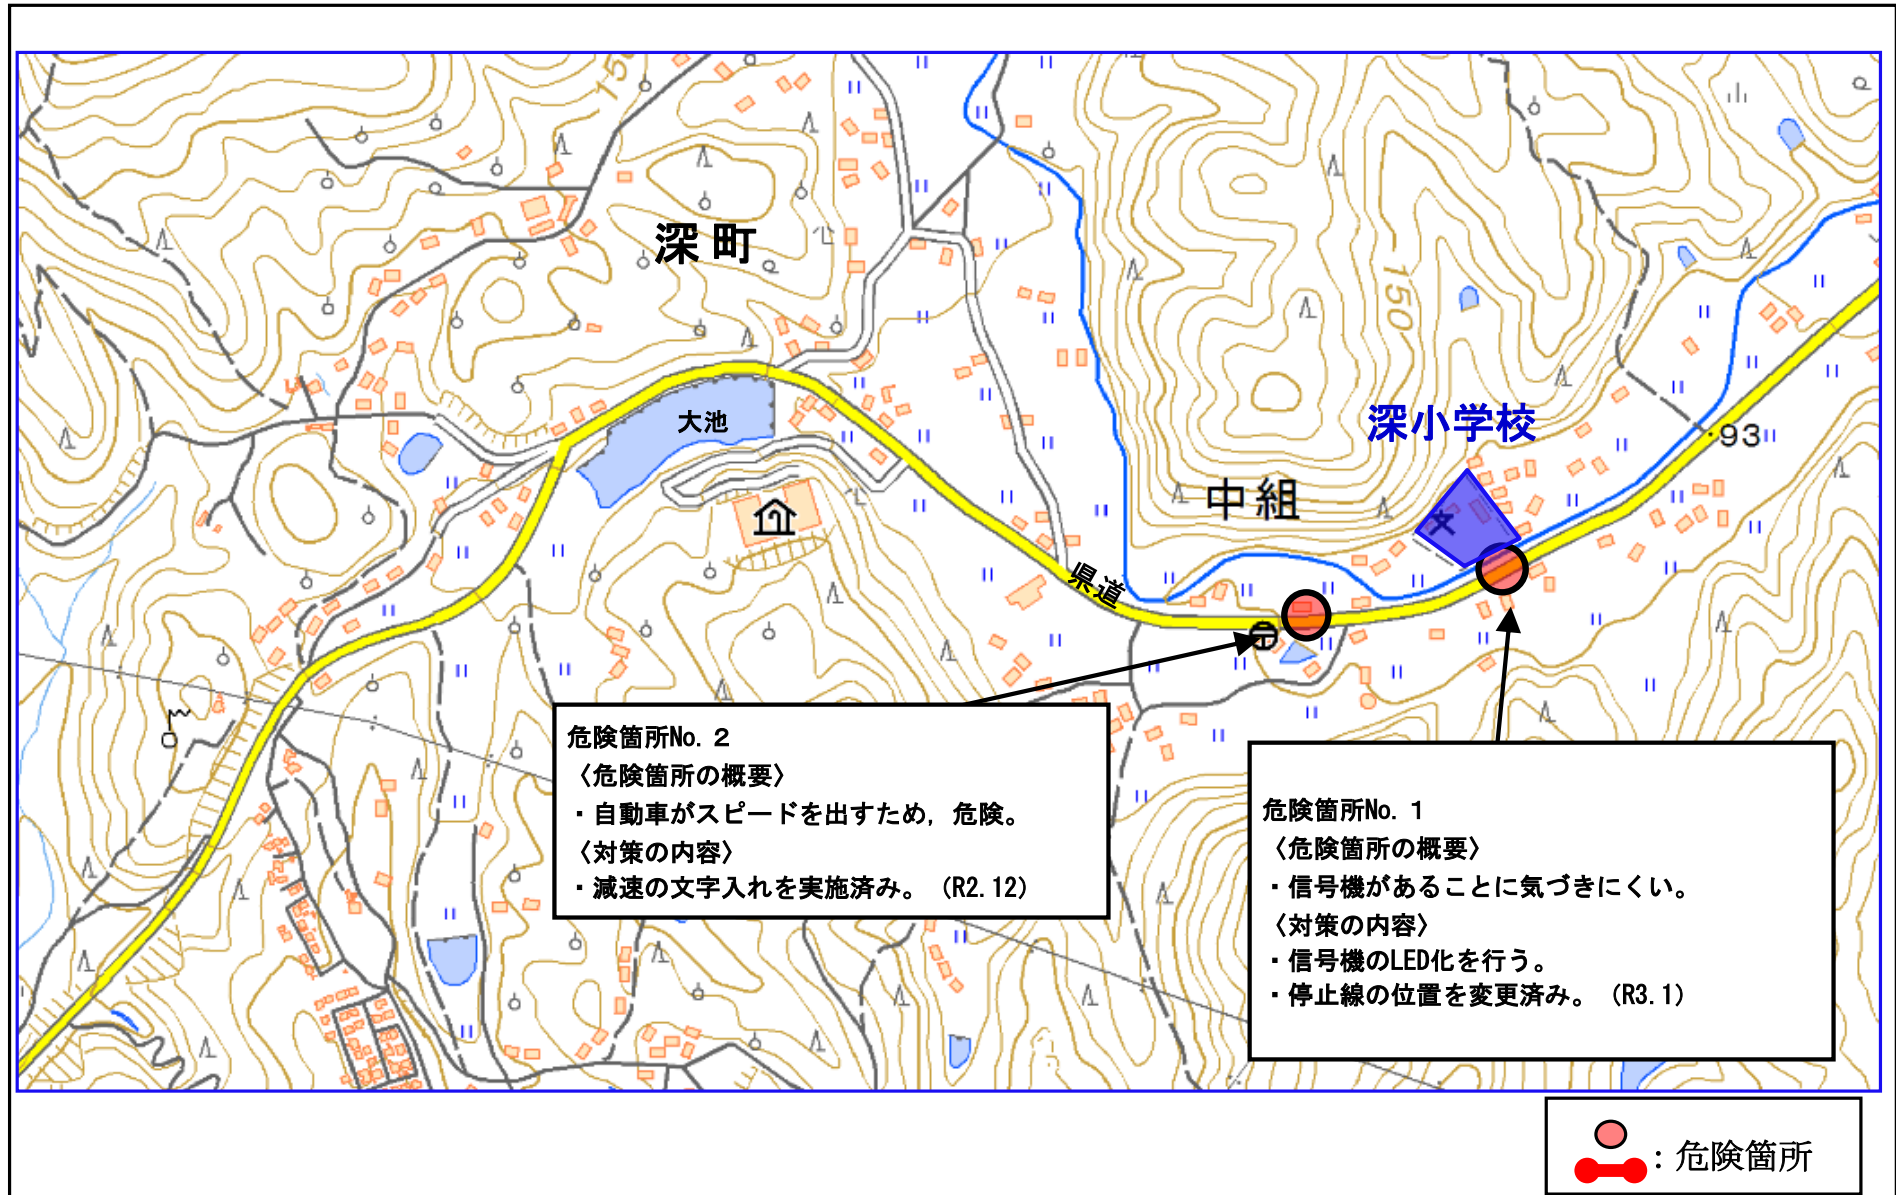 150
深町
大池
150
深小学校
93
中組
県道
危険箇所No.２
〈危険箇所の概要〉
・自動車がスピードを出すため，危険。
〈対策の内容〉
・減速の文字入れを実施済み。（R2.12）
危険箇所No.1
〈危険箇所の概要〉
・信号機があることに気づきにくい。
〈対策の内容〉
・信号機のLED化を行う。
・停止線の位置を変更済み。（R3.1）
：危険箇所